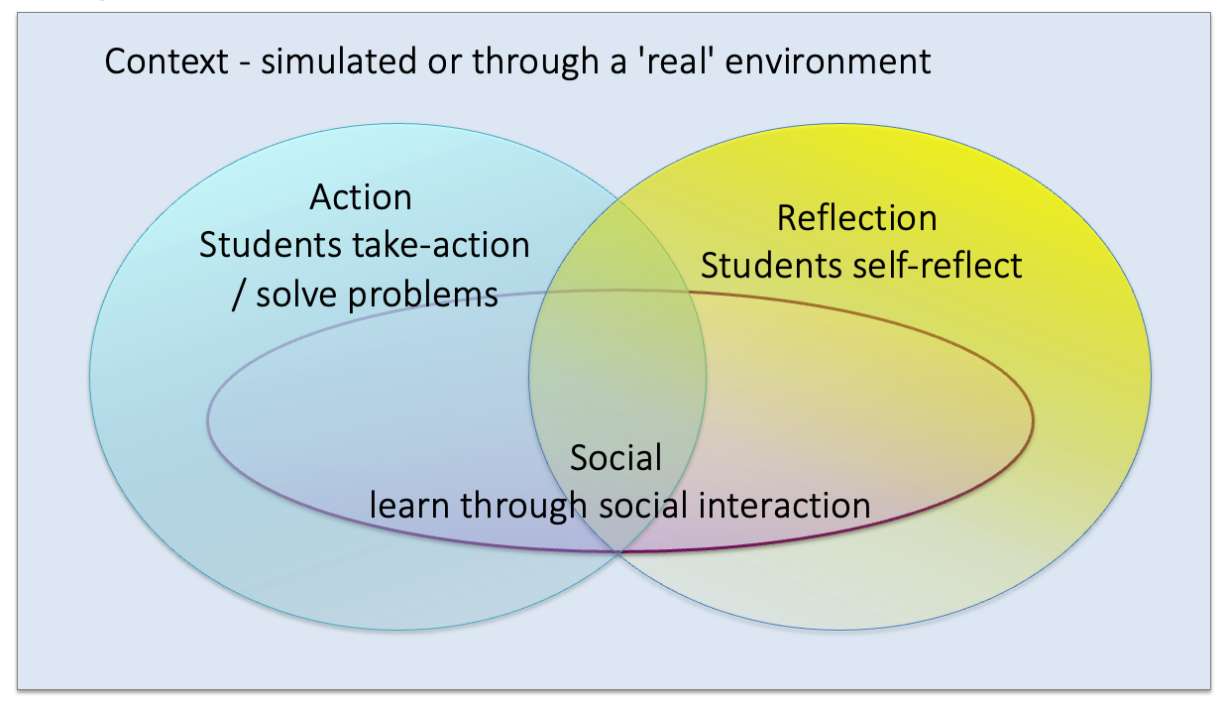 Context - simulated or through a 'real' environment
Action
Students take-action
/ solve problems
Reflection
Students self-reflect
Social
learn through social interaction